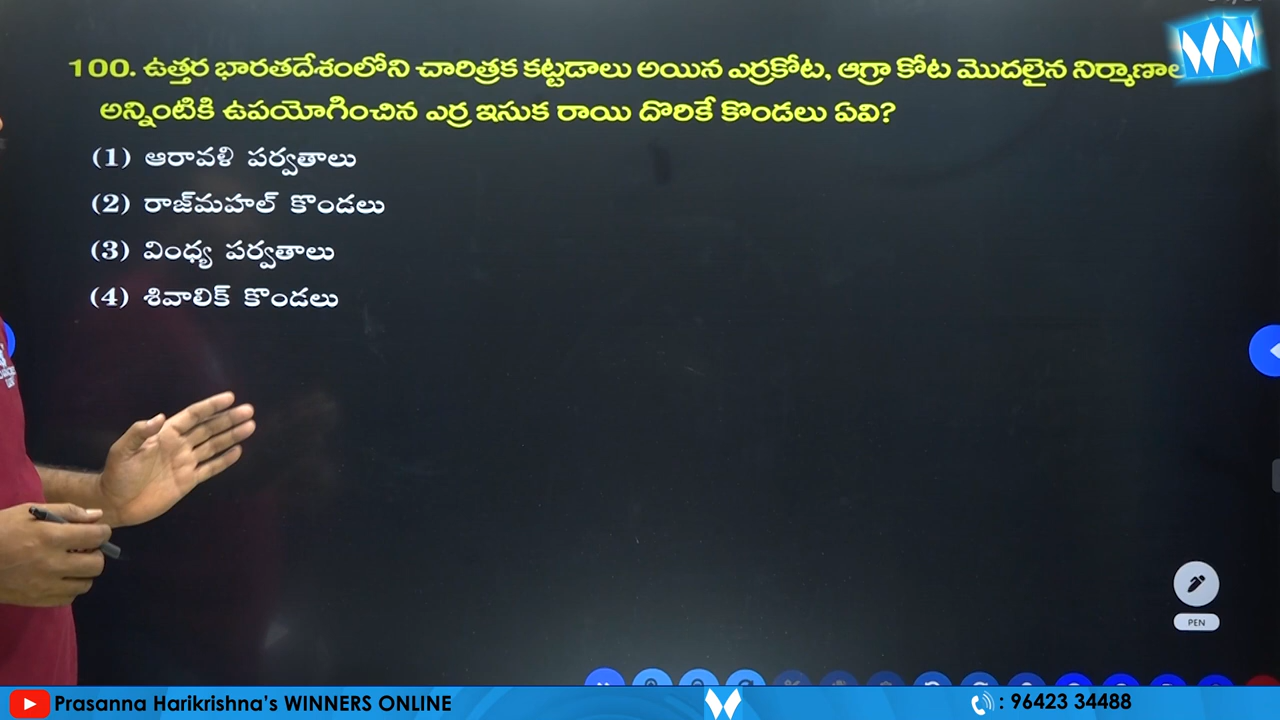 100. ఉత్తర భారతదేశంలోని చారిత్రక కట్టడాలు అయిన ఎర్రకోట, ఆగ్రా కోట మొదలైన నిర్మాణాల
అన్నింటికి ఉపయోగించిన ఎర్ర ఇసుక రాయి దొరికే కొండలు ఏవి?
(1) ఆరావళి పర్వతాలు
(2) రాజ్‌మహల్ కొండలు
(3) వింధ్య పర్వతాలు
(4) శివాలిక్ కొండలు
PEN
Prasanna Harikrishna's WINNERS ONLINE
: 96423 34488